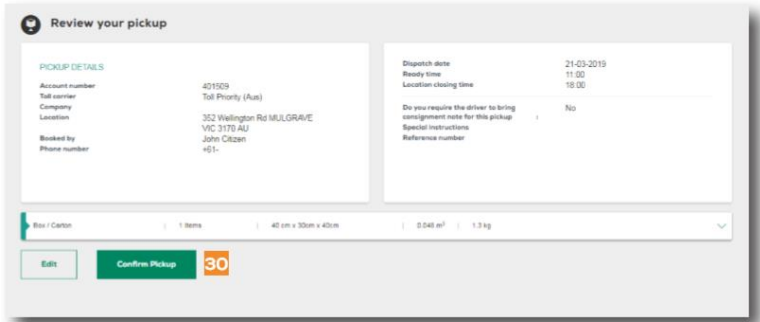 Review your pickup
PICKUP DETAILS
Account number 401509
Toll carrier Toll Priority (Aus)
Company
Location 352 Wellington Rd MULGRAVE
VIC 3170 AU
Booked by John Citizen
Phone number +61-
Dispatch date 21-03-2019
Ready time 11:00
Location closing time 18:00
Do you require the driver to bring No
consignment note for this pickup :
Special Instructions
Reference number
Box / Carton | 1 Items | 40 cm x 30cm x 40cm | 0.048 m³ | 1.3 kg
Edit
Confirm Pickup
30